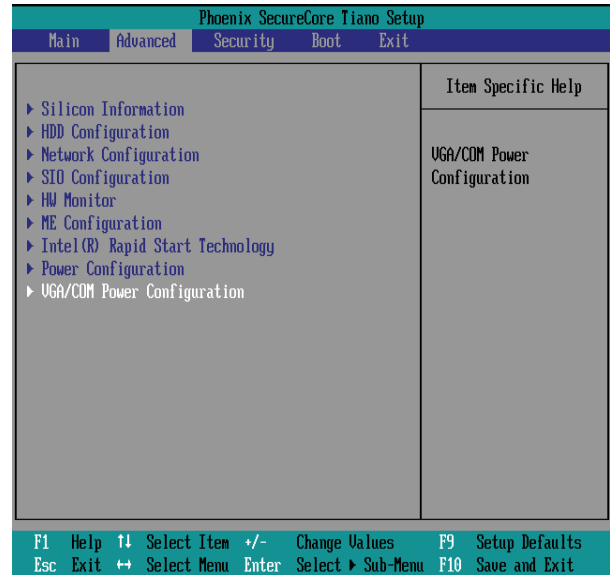 Phoenix SecureCore Tiano Setup
Main Advanced Security Boot Exit
Item Specific Help
▶ Silicon Information
▶ HDD Configuration
▶ Network Configuration
▶ SIO Configuration
▶ HW Monitor
▶ ME Configuration
▶ Intel(R) Rapid Start Technology
▶ Power Configuration
▶ VGA/COM Power Configuration
VGA/COM Power
Configuration
F1 Help ↑↓ Select Item +/- Change Values F9 Setup Defaults
Esc Exit ↔ Select Menu Enter Select ▶ Sub-Menu F10 Save and Exit